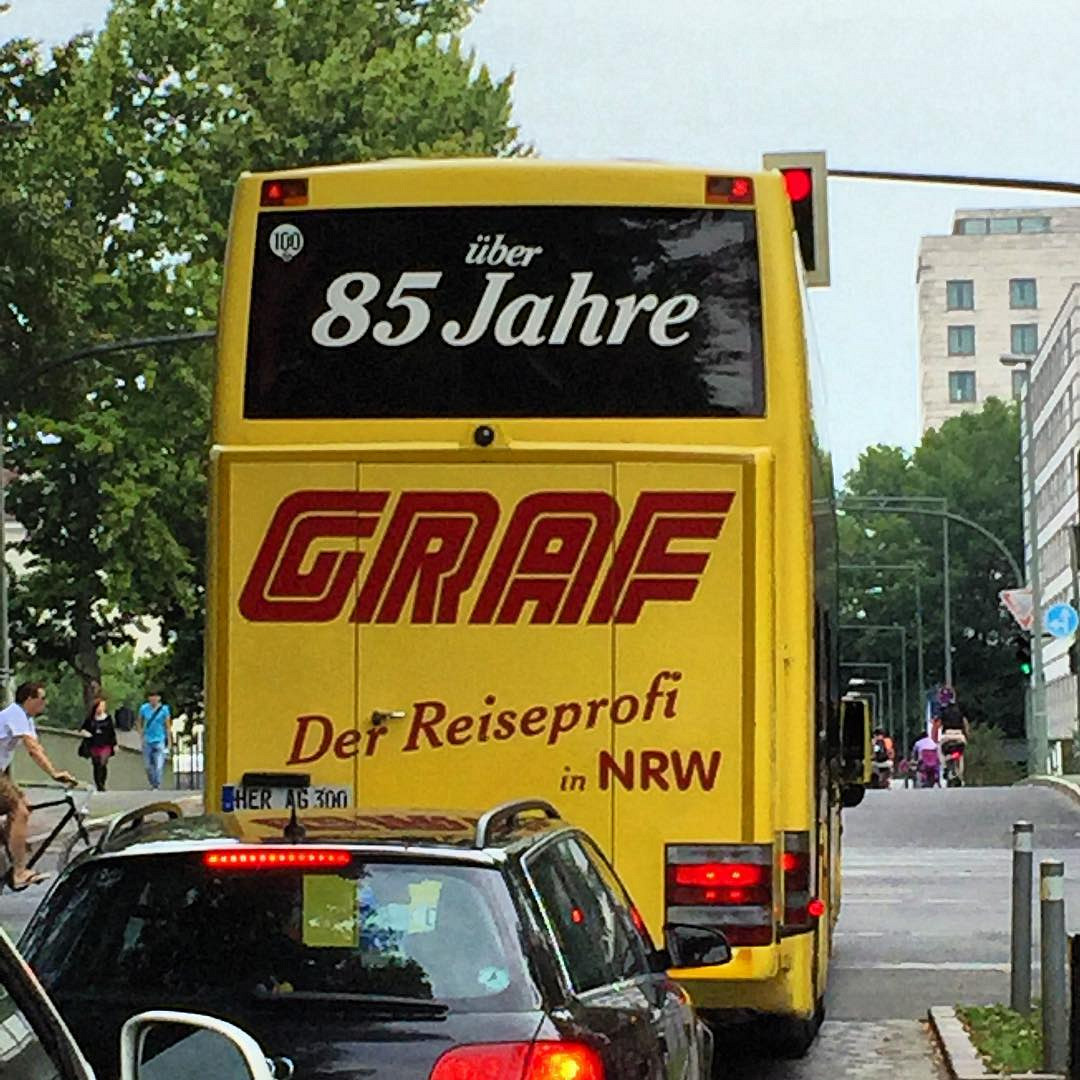 100
über
85 Jahre
GRAF
Der Reiseprofi
in NRW
HER AG 300